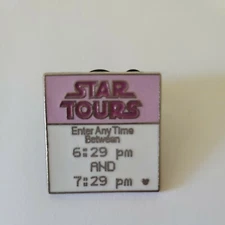 STAR
TOURS
Enter Any Time
Between
6:29 pm
AND
7:29 pm